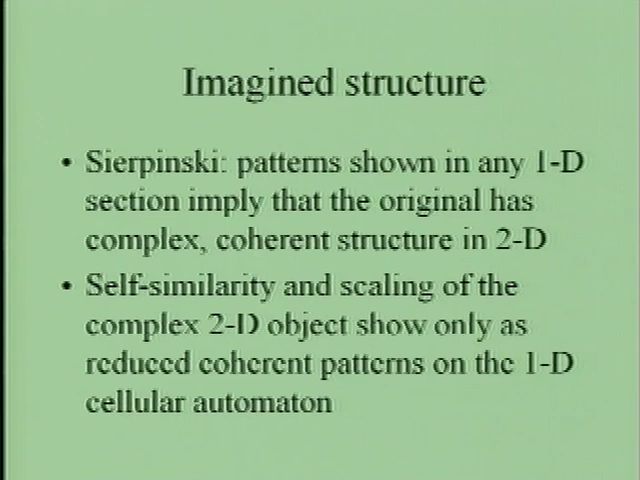 Imagined structure
• Sierpinski: patterns shown in any 1-D
section imply that the original has
complex, coherent structure in 2-D
• Self-similarity and scaling of the
complex 2-D object show only as
reduced coherent patterns on the 1-D
cellular automaton